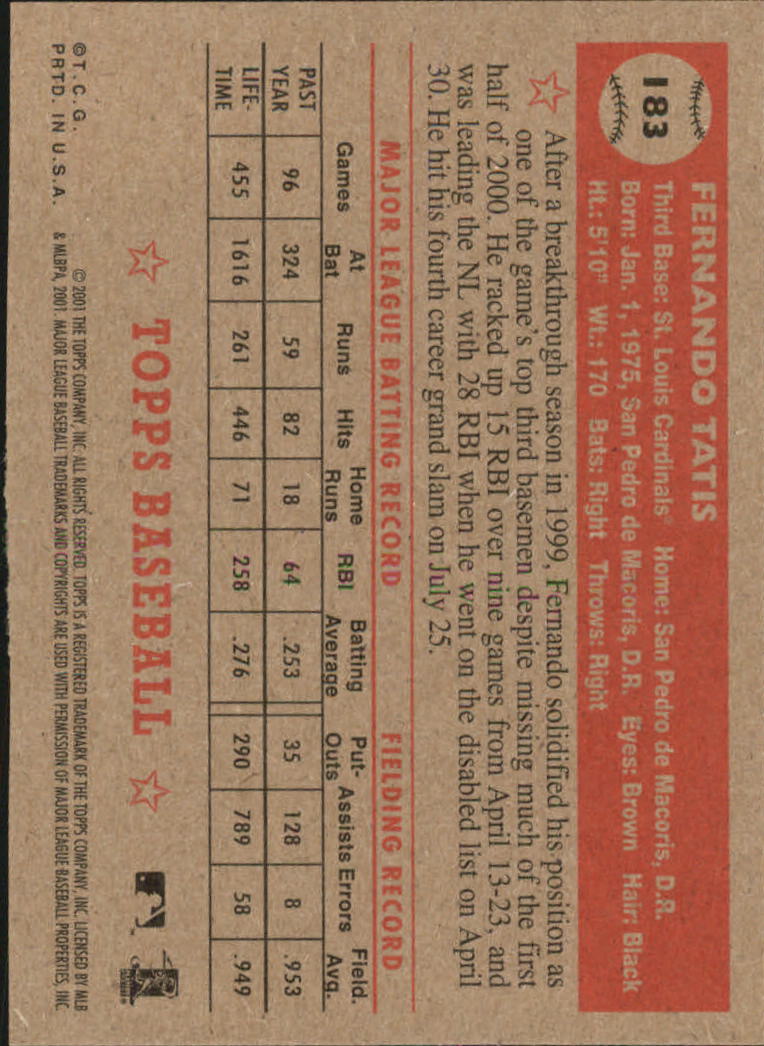 183
FERNANDO TATIS
Third Base: St. Louis Cardinals® Home: San Pedro de Macoris, D.R.
Born: Jan. 1, 1975, San Pedro de Macoris, D.R. Eyes: Brown Hair: Black
Ht.: 5'10" Wt.: 170 Bats: Right Throws: Right
After a breakthrough season in 1999, Fernando solidified his position as
one of the game's top third basemen despite missing much of the first
half of 2000. He racked up 15 RBI over nine games from April 13-23, and
was leading the NL with 28 RBI when he went on the disabled list on April
30. He hit his fourth career grand slam on July 25.
MAJOR LEAGUE BATTING RECORD FIELDING RECORD
Games At Bat Runs Hits Home Runs RBI Batting Average Put-Outs Assists Errors Field. Avg.
PAST YEAR 96 324 59 82 18 64 .253 35 128 8 .953
LIFE-TIME 455 1616 261 446 71 258 .276 290 789 58 .949
TOPPS BASEBALL
©T.C.G.
PRTD. IN U.S.A.
© 2001 THE TOPPS COMPANY, INC. ALL RIGHTS RESERVED. TOPPS IS A REGISTERED TRADEMARK OF THE TOPPS COMPANY, INC. LICENSED BY MLB
& MLBPA, 2001. MAJOR LEAGUE BASEBALL TRADEMARKS AND COPYRIGHTS ARE USED WITH PERMISSION OF MAJOR LEAGUE BASEBALL PROPERTIES, INC